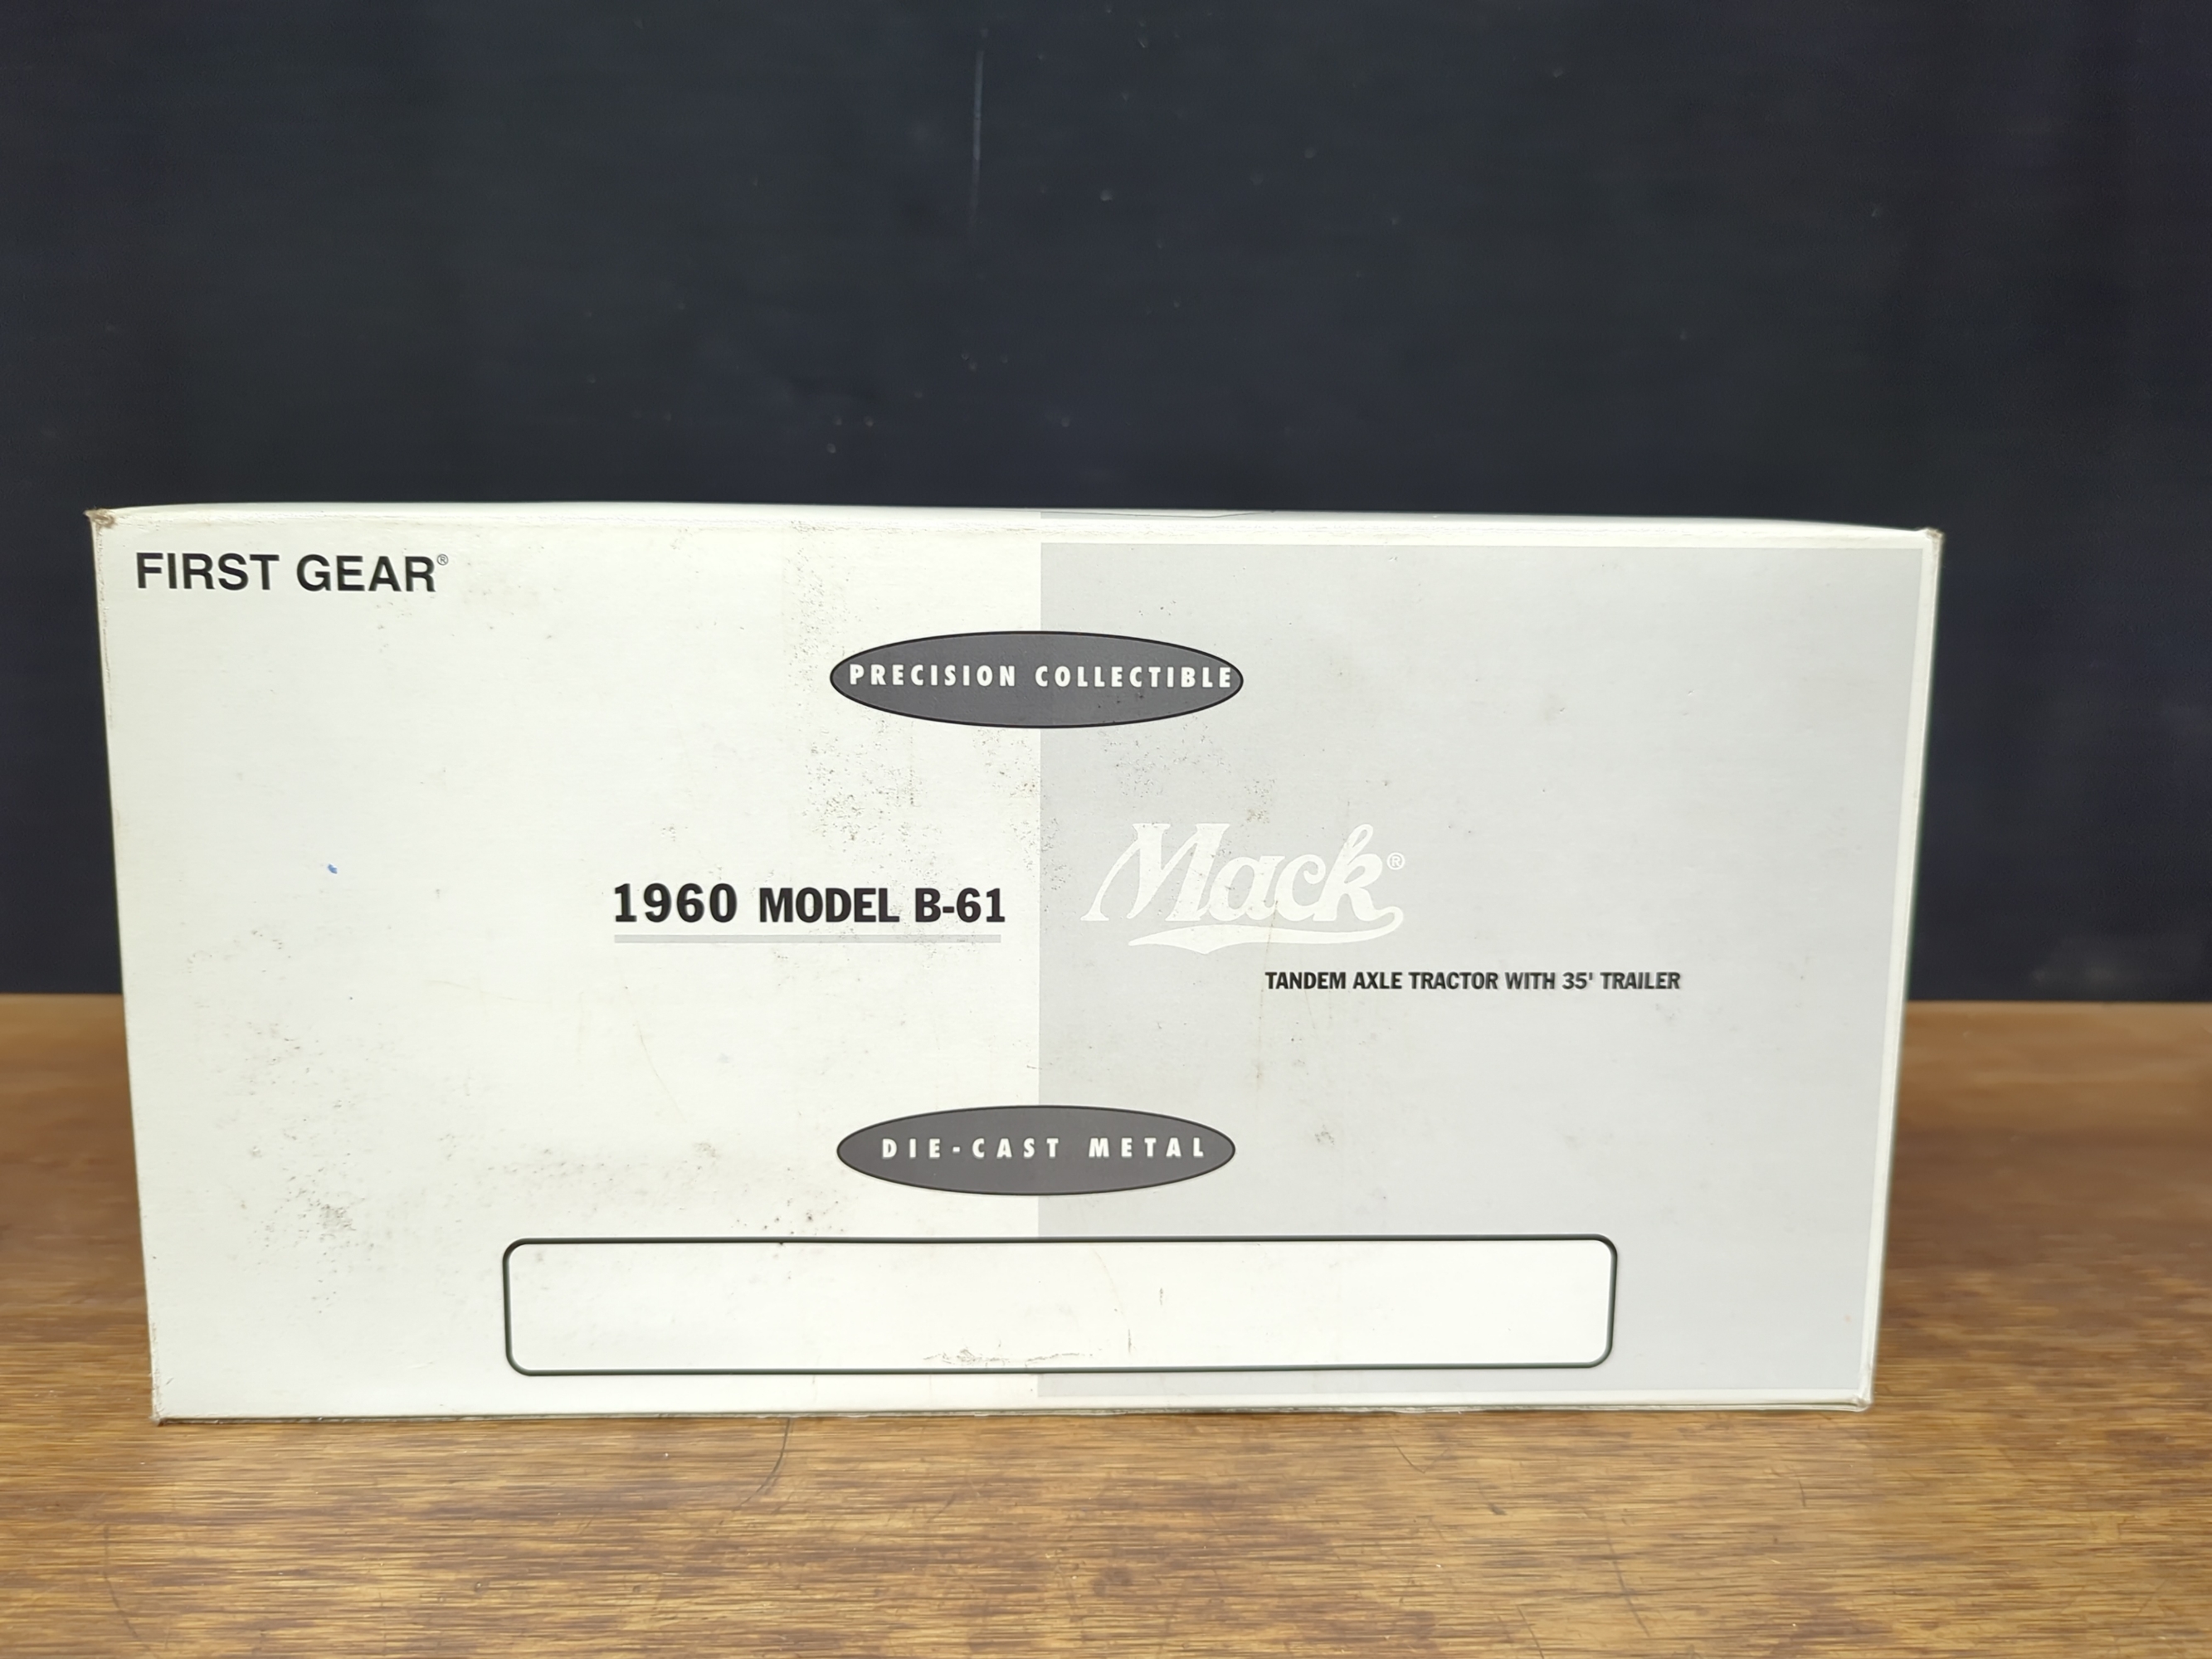 FIRST GEAR®
PRECISION COLLECTIBLE
1960 MODEL B-61
Mack®
TANDEM AXLE TRACTOR WITH 35' TRAILER
DIE-CAST METAL